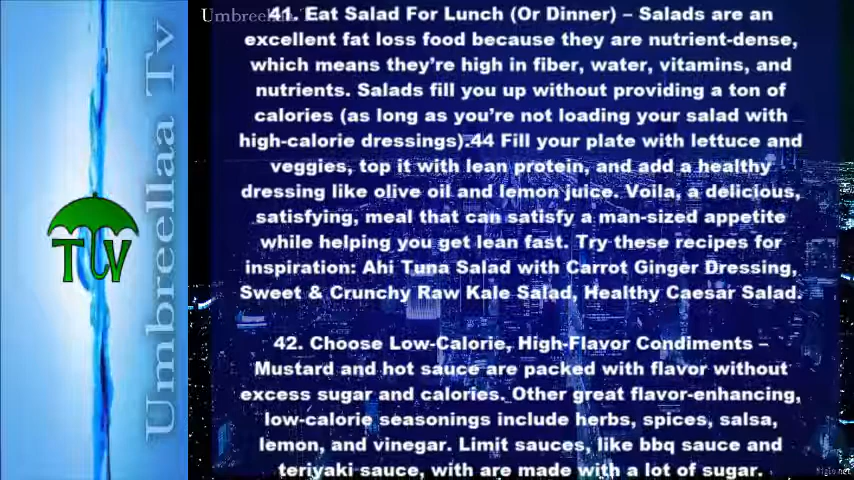 Umbreellaa
41. Eat Salad For Lunch (Or Dinner) – Salads are an
excellent fat loss food because they are nutrient-dense,
which means they're high in fiber, water, vitamins, and
nutrients. Salads fill you up without providing a ton of
calories (as long as you're not loading your salad with
high-calorie dressings).44 Fill your plate with lettuce and
veggies, top it with lean protein, and add a healthy
dressing like olive oil and lemon juice. Voila, a delicious,
satisfying, meal that can satisfy a man-sized appetite
while helping you get lean fast. Try these recipes for
inspiration: Ahi Tuna Salad with Carrot Ginger Dressing,
Sweet & Crunchy Raw Kale Salad, Healthy Caesar Salad.
42. Choose Low-Calorie, High-Flavor Condiments –
Mustard and hot sauce are packed with flavor without
excess sugar and calories. Other great flavor-enhancing,
low-calorie seasonings include herbs, spices, salsa,
lemon, and vinegar. Limit sauces, like bbq sauce and
teriyaki sauce, with are made with a lot of sugar.
Umbreellaa Tv
TV